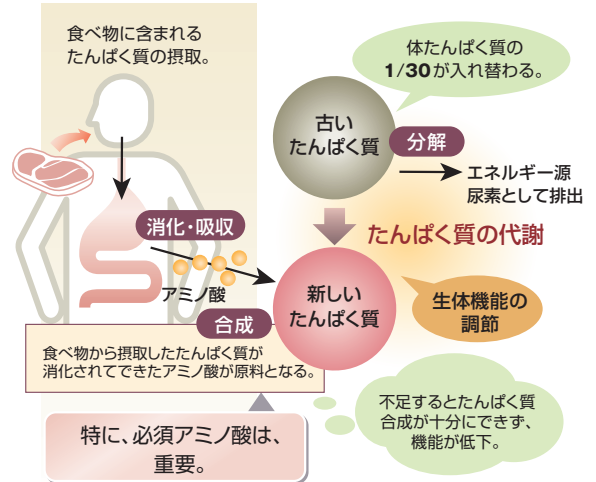 食べ物に含まれる
たんぱく質の摂取。
体たんぱく質の
1/30が入れ替わる。
古い
たんぱく質
分解
エネルギー源
尿素として排出
消化・吸収
たんぱく質の代謝
アミノ酸
新しい
たんぱく質
生体機能の
調節
合成
食べ物から摂取したたんぱく質が
消化されてできたアミノ酸が原料となる。
不足するとたんぱく質
合成が十分にできず、
機能が低下。
特に、必須アミノ酸は、
重要。